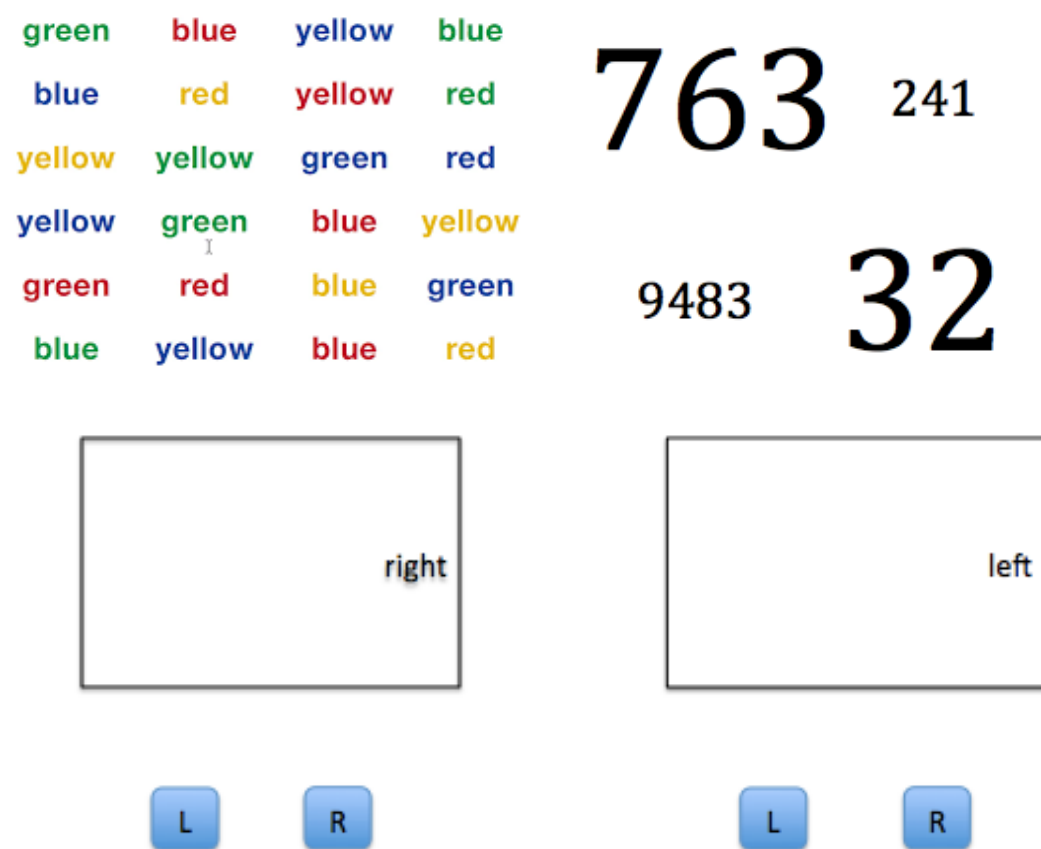 green blue yellow blue
blue red yellow red
yellow yellow green red
yellow green blue yellow
green red blue green
blue yellow blue red
763 241
9483 32
right
left
L R
L R